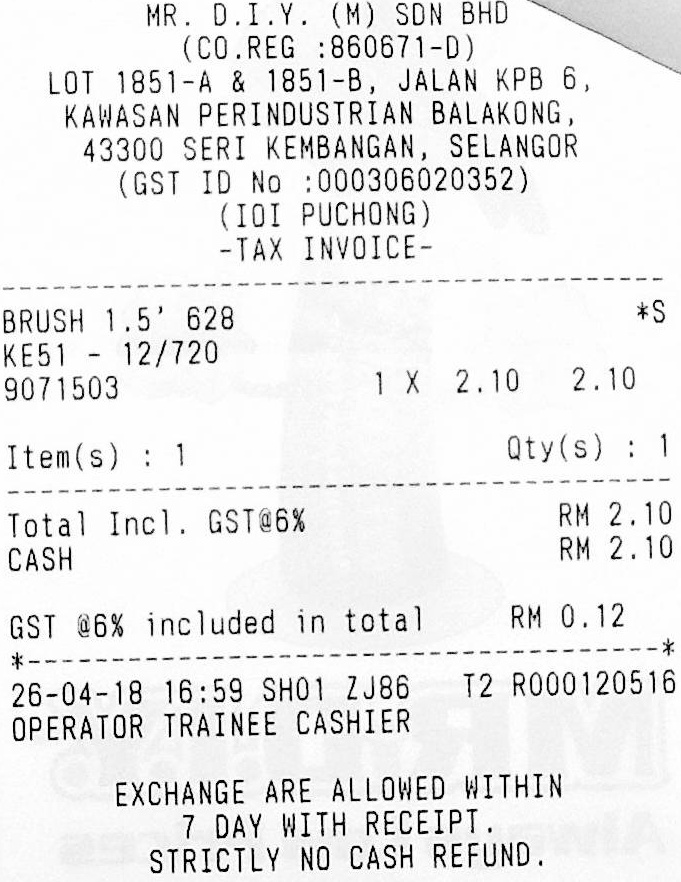 MR. D.I.Y. (M) SDN BHD
(CO.REG :860671-D)
LOT 1851-A & 1851-B, JALAN KPB 6,
KAWASAN PERINDUSTRIAN BALAKONG,
43300 SERI KEMBANGAN, SELANGOR
(GST ID No :000306020352)
(IOI PUCHONG)
-TAX INVOICE-
BRUSH 1.5' 628 *S
KE51 - 12/720
9071503 1 X 2.10 2.10
Item(s) : 1 Qty(s) : 1
Total Incl. GST@6% RM 2.10
CASH RM 2.10
GST @6% included in total RM 0.12
*--------------------------------------*
26-04-18 16:59 SH01 ZJ86 T2 R000120516
OPERATOR TRAINEE CASHIER
EXCHANGE ARE ALLOWED WITHIN
7 DAY WITH RECEIPT.
STRICTLY NO CASH REFUND.